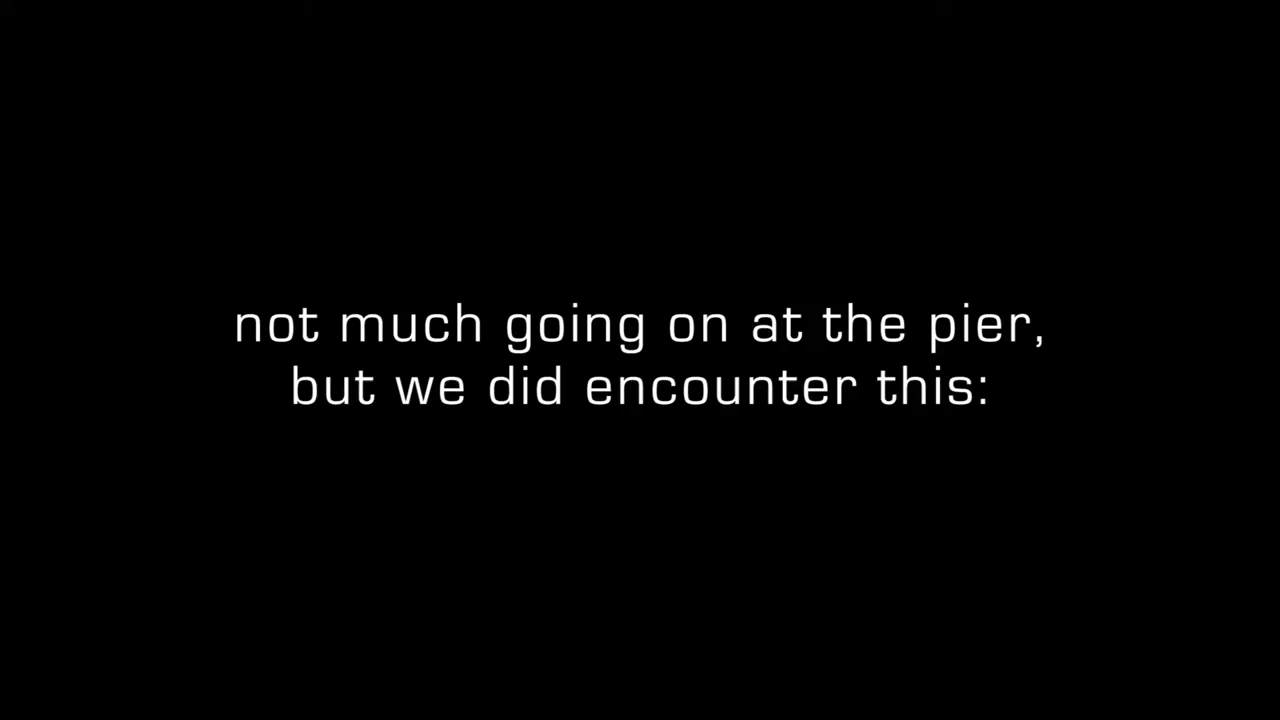 not much going on at the pier,
but we did encounter this: